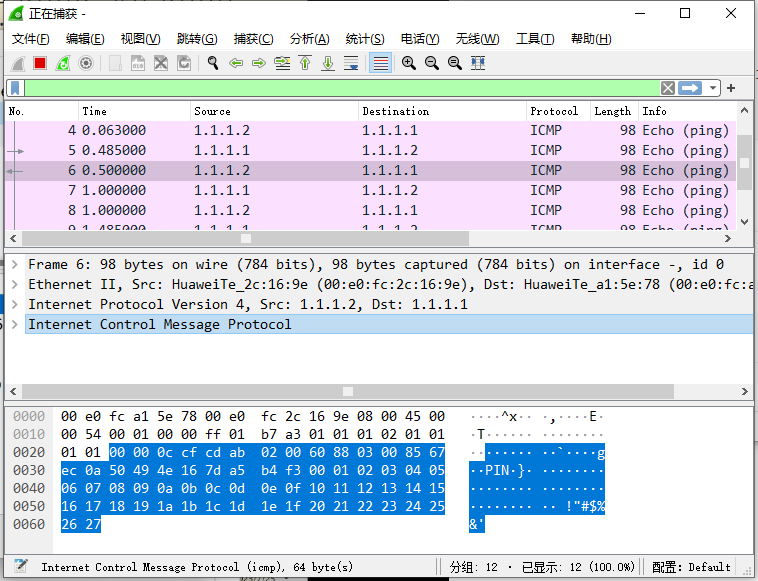 正在捕获 -
文件(F) 编辑(E) 视图(V) 跳转(G) 捕获(C) 分析(A) 统计(S) 电话(Y) 无线(W) 工具(T) 帮助(H)
No. Time Source Destination Protocol Length Info
4 0.063000 1.1.1.2 1.1.1.1 ICMP 98 Echo (ping)
5 0.485000 1.1.1.1 1.1.1.2 ICMP 98 Echo (ping)
6 0.500000 1.1.1.2 1.1.1.1 ICMP 98 Echo (ping)
7 1.000000 1.1.1.1 1.1.1.2 ICMP 98 Echo (ping)
8 1.000000 1.1.1.2 1.1.1.1 ICMP 98 Echo (ping)
9 1.485000 1.1.1.1 1.1.1.2 ICMP 98 Echo (ping)
Frame 6: 98 bytes on wire (784 bits), 98 bytes captured (784 bits) on interface -, id 0
Ethernet II, Src: HuaweiTe_2c:16:9e (00:e0:fc:2c:16:9e), Dst: HuaweiTe_a1:5e:78 (00:e0:fc:a
Internet Protocol Version 4, Src: 1.1.1.2, Dst: 1.1.1.1
Internet Control Message Protocol
0000 00 e0 fc a1 5e 78 00 e0 fc 2c 16 9e 08 00 45 00 ····^x·· ·,····E·
0010 00 54 00 01 00 00 ff 01 b7 a3 01 01 01 02 01 01 ·T······ ········
0020 01 01 00 00 0c cf cd ab 02 00 60 88 03 00 85 67 ········ ··`····g
0030 ec 0a 50 49 4e 16 7d a5 b4 f3 00 01 02 03 04 05 ··PIN·}· ········
0040 06 07 08 09 0a 0b 0c 0d 0e 0f 10 11 12 13 14 15 ········ ········
0050 16 17 18 19 1a 1b 1c 1d 1e 1f 20 21 22 23 24 25 ········ ·· !"#$%
0060 26 27 &'
Internet Control Message Protocol (icmp), 64 byte(s) 分组: 12 · 已显示: 12 (100.0%) 配置: Default